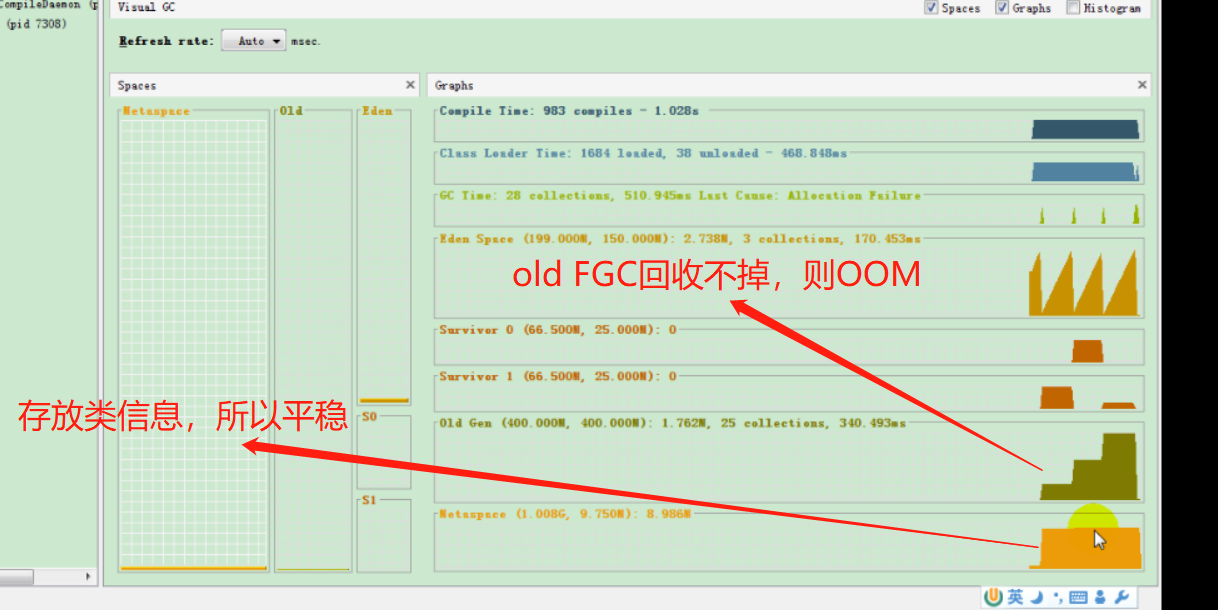 CompileDaemon (p
(pid 7308)
Visual GC
Spaces
Graphs
Histogram
Refresh rate:
Auto
msec.
Spaces
Graphs
Metaspace
Old
Eden
S0
S1
Compile Time: 983 compiles - 1.028s
Class Loader Time: 1684 loaded, 38 unloaded - 468.848ms
GC Time: 28 collections, 510.945ms Last Cause: Allocation Failure
Eden Space (199.000M, 150.000M): 2.738M, 3 collections, 170.453ms
old FGC回收不掉，则OOM
Survivor 0 (66.500M, 25.000M): 0
Survivor 1 (66.500M, 25.000M): 0
存放类信息，所以平稳
Old Gen (400.000M, 400.000M): 1.762M, 25 collections, 340.493ms
Metaspace (1.008G, 9.750M): 8.986M
英